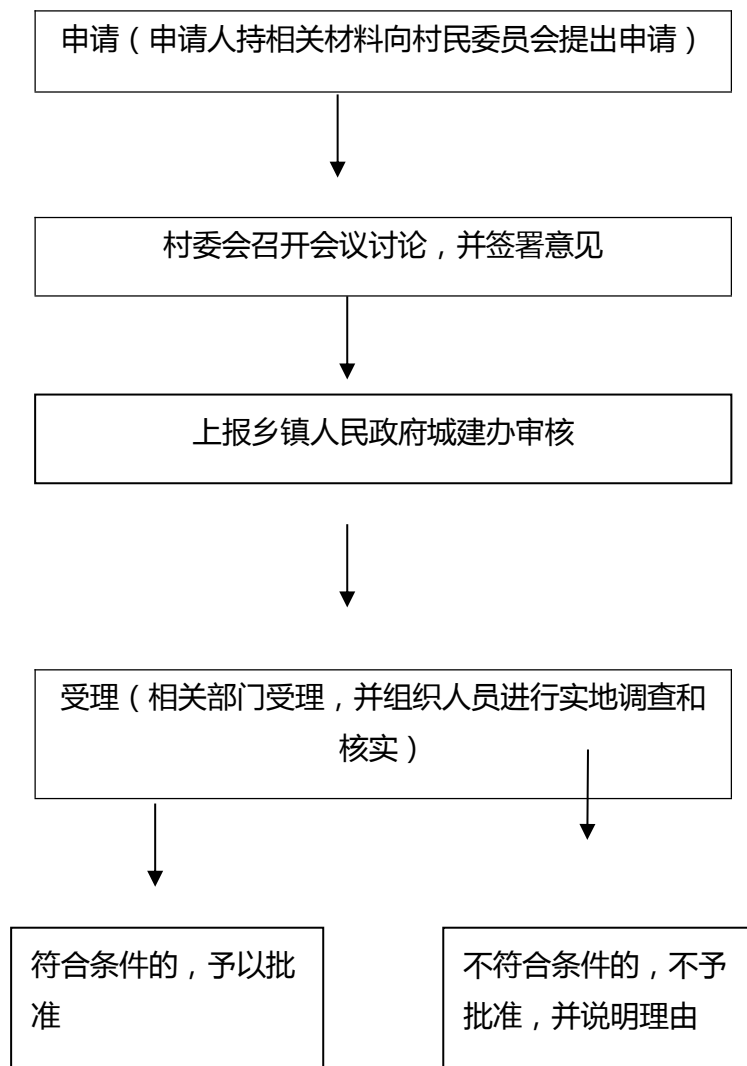 申请（申请人持相关材料向村民委员会提出申请）
村委会召开会议讨论，并签署意见
上报乡镇人民政府城建办审核
受理（相关部门受理，并组织人员进行实地调查和
核实）
符合条件的，予以批
准
不符合条件的，不予
批准，并说明理由